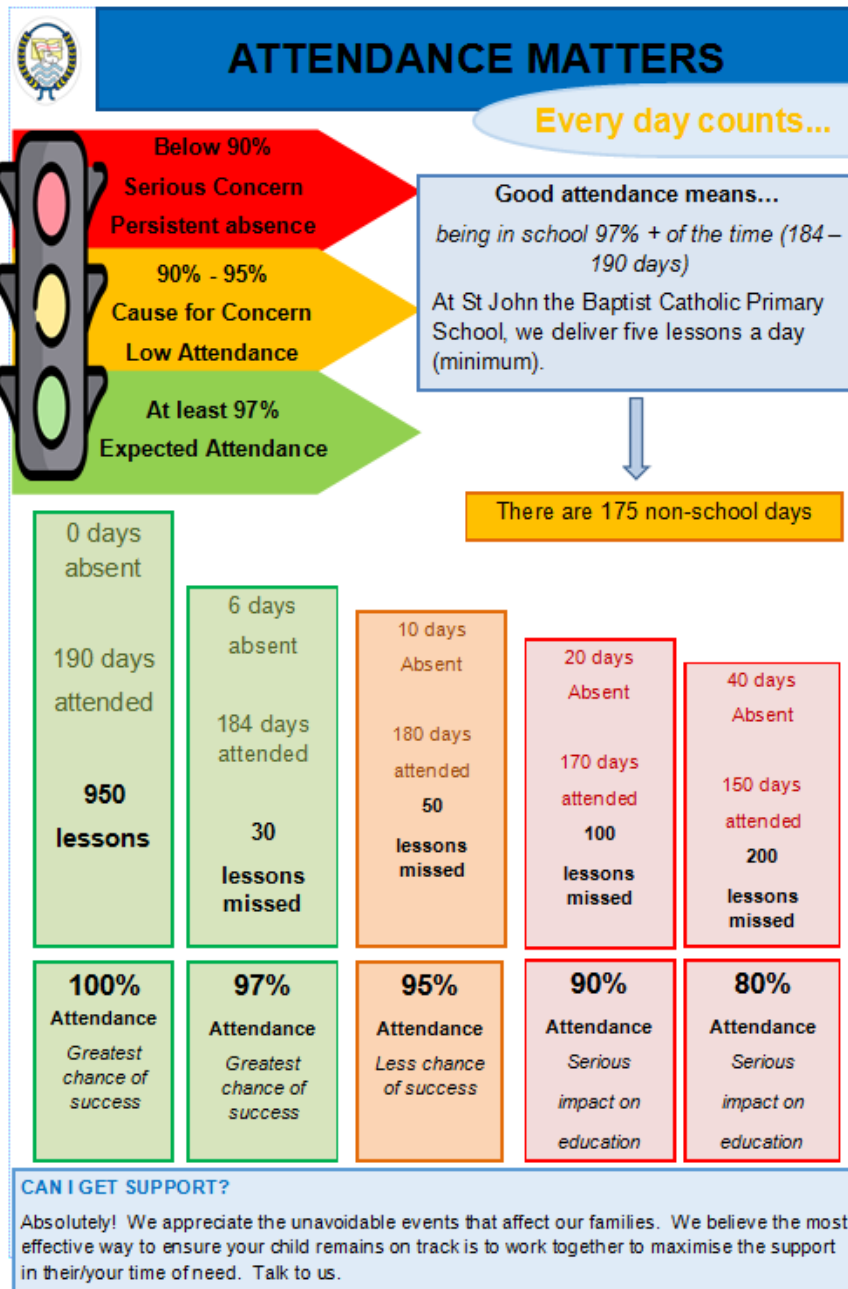 ATTENDANCE MATTERS
Every day counts...
Below 90%
Serious Concern
Persistent absence
90% - 95%
Cause for Concern
Low Attendance
At least 97%
Expected Attendance
Good attendance means…
being in school 97% + of the time (184 –
190 days)
At St John the Baptist Catholic Primary
School, we deliver five lessons a day
(minimum).
There are 175 non-school days
0 days
absent
190 days
attended
950
lessons
6 days
absent
184 days
attended
30
lessons
missed
10 days
Absent
180 days
attended
50
lessons
missed
20 days
Absent
170 days
attended
100
lessons
missed
40 days
Absent
150 days
attended
200
lessons
missed
100%
Attendance
Greatest
chance of
success
97%
Attendance
Greatest
chance of
success
95%
Attendance
Less chance
of success
90%
Attendance
Serious
impact on
education
80%
Attendance
Serious
impact on
education
CAN I GET SUPPORT?
Absolutely! We appreciate the unavoidable events that affect our families. We believe the most
effective way to ensure your child remains on track is to work together to maximise the support
in their/your time of need. Talk to us.